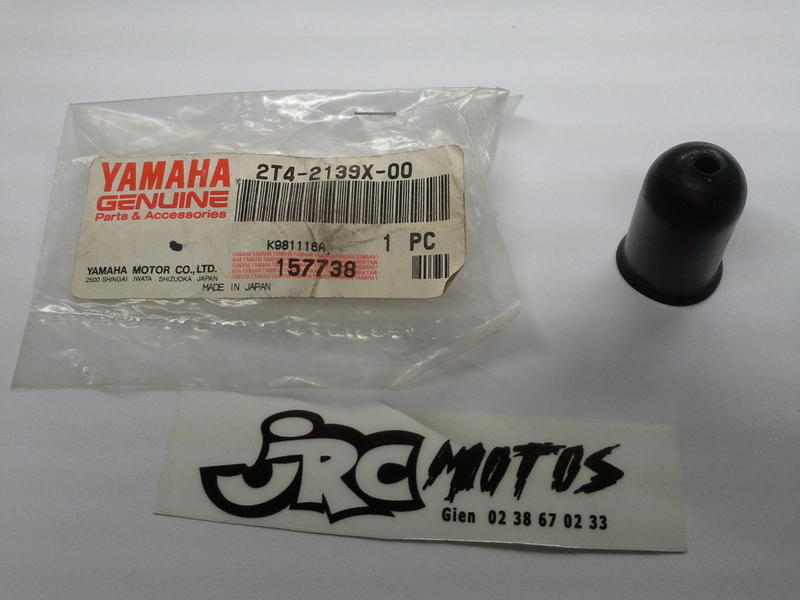 YAMAHA
GENUINE
Parts & Accessories
2T4-2139X-00
K981116A
1 PC
157738
YAMAHA MOTOR CO., LTD.
2500 SHINGAI IWATA SHIZUOKA JAPAN
MADE IN JAPAN
JRC MOTOS
Gien 02 38 67 02 33